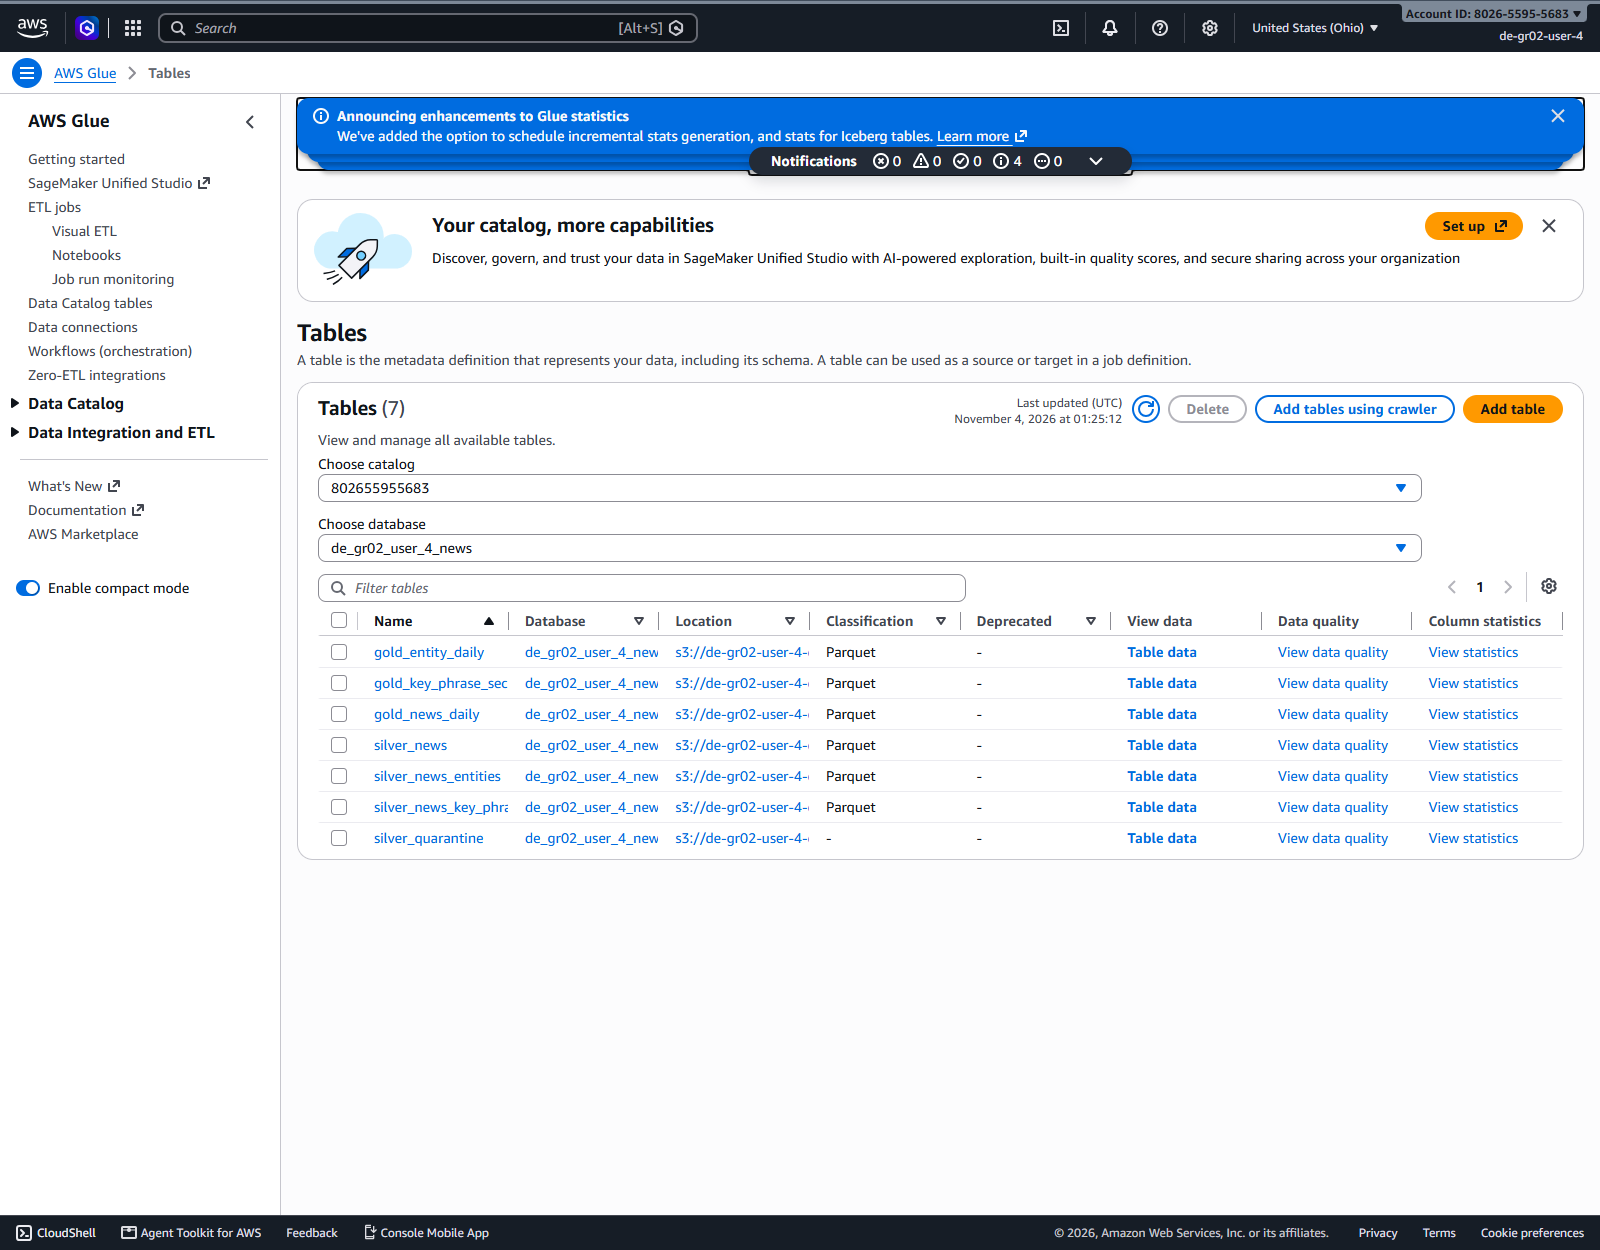 aws
Search [Alt+S]
United States (Ohio)
Account ID: 8026-5595-5683
de-gr02-user-4
AWS Glue
Tables
AWS Glue
Getting started
SageMaker Unified Studio
ETL jobs
Visual ETL
Notebooks
Job run monitoring
Data Catalog tables
Data connections
Workflows (orchestration)
Zero-ETL integrations
Data Catalog
Data Integration and ETL
What's New
Documentation
AWS Marketplace
Enable compact mode
Announcing enhancements to Glue statistics
We've added the option to schedule incremental stats generation, and stats for Iceberg tables. Learn more
Notifications 0 0 0 4 0
Your catalog, more capabilities
Set up
Discover, govern, and trust your data in SageMaker Unified Studio with AI-powered exploration, built-in quality scores, and secure sharing across your organization
Tables
A table is the metadata definition that represents your data, including its schema. A table can be used as a source or target in a job definition.
Tables (7)
Last updated (UTC)
November 4, 2026 at 01:25:12
Delete
Add tables using crawler
Add table
View and manage all available tables.
Choose catalog
802655955683
Choose database
de_gr02_user_4_news
Filter tables
1
Name Database Location Classification Deprecated View data Data quality Column statistics
gold_entity_daily de_gr02_user_4_new s3://de-gr02-user-4- Parquet - Table data View data quality View statistics
gold_key_phrase_sec de_gr02_user_4_new s3://de-gr02-user-4- Parquet - Table data View data quality View statistics
gold_news_daily de_gr02_user_4_new s3://de-gr02-user-4- Parquet - Table data View data quality View statistics
silver_news de_gr02_user_4_new s3://de-gr02-user-4- Parquet - Table data View data quality View statistics
silver_news_entities de_gr02_user_4_new s3://de-gr02-user-4- Parquet - Table data View data quality View statistics
silver_news_key_phra de_gr02_user_4_new s3://de-gr02-user-4- Parquet - Table data View data quality View statistics
silver_quarantine de_gr02_user_4_new s3://de-gr02-user-4- - - Table data View data quality View statistics
CloudShell
Agent Toolkit for AWS
Feedback
Console Mobile App
© 2026, Amazon Web Services, Inc. or its affiliates.
Privacy
Terms
Cookie preferences